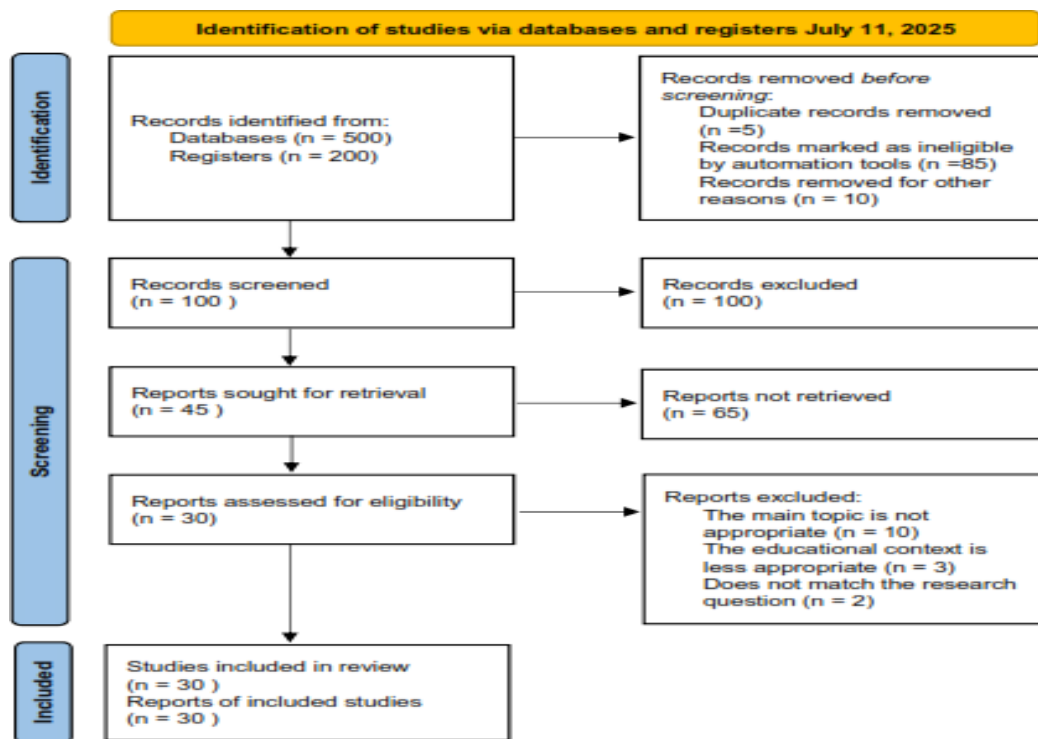 Identification of studies via databases and registers July 11, 2025
Identification
Records identified from:
Databases (n = 500)
Registers (n = 200)
Records removed before
screening:
Duplicate records removed
(n =5)
Records marked as ineligible
by automation tools (n =85)
Records removed for other
reasons (n = 10)
Screening
Records screened
(n = 100 )
Records excluded
(n = 100)
Reports sought for retrieval
(n = 45 )
Reports not retrieved
(n = 65)
Reports assessed for eligibility
(n = 30)
Reports excluded:
The main topic is not
appropriate (n = 10)
The educational context is
less appropriate (n = 3)
Does not match the research
question (n = 2)
Included
Studies included in review
(n = 30 )
Reports of included studies
(n = 30 )